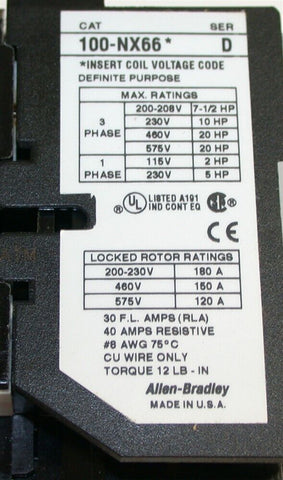 CAT SER
100-NX66* D
*INSERT COIL VOLTAGE CODE
DEFINITE PURPOSE
MAX. RATINGS
3 PHASE 200-208V 7-1/2 HP
230V 10 HP
460V 20 HP
575V 20 HP
1 PHASE 115V 2 HP
230V 5 HP
UL ® LISTED A191 IND CONT EQ SA ®
CE
LOCKED ROTOR RATINGS
200-230V 180 A
460V 150 A
575V 120 A
30 F.L. AMPS (RLA)
40 AMPS RESISTIVE
#8 AWG 75°C
CU WIRE ONLY
TORQUE 12 LB - IN
Allen-Bradley
MADE IN U.S.A.